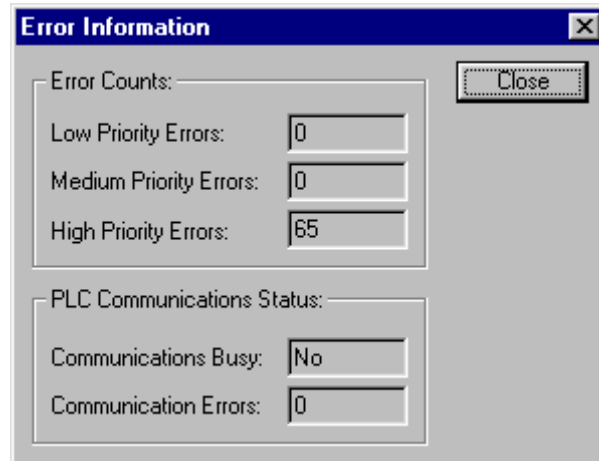 Error Information
Close
Error Counts:
Low Priority Errors: 0
Medium Priority Errors: 0
High Priority Errors: 65
PLC Communications Status:
Communications Busy: No
Communication Errors: 0